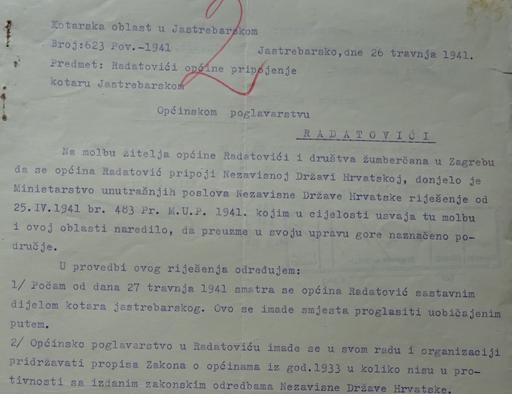 Kotarska oblast u Jastrebarskom
Broj:623 Pov.-1941
Jastrebarsko,dne 26 travnja 1941.
Predmet: Radatovići općine pripojenje
kotaru Jastrebarskom
2
Općinskom poglavarstvu
RADATOVIĆI
Na molbu žitelja općine Radatovići i društva žumberčana u Zagrebu
da se općina Radatović pripoji Nezavisnoj Državi Hrvatskoj, donjelo je
Ministarstvo unutrašnjih poslova Nezavisne Države Hrvatske riješenje od
25.IV.1941 br. 483 Pr. M.U.P. 1941. kojim u cijelosti usvaja tu molbu
i ovoj oblasti naredilo, da preuzme u svoju upravu gore naznačeno po-
dručje.
U provedbi ovog riješenja određujem:
1/ Počam od dana 27 travnja 1941 smatra se općina Radatović sastavnim
dijelom kotara jastrebarskog. Ovo se imade smjesta proglasiti uobičajenim
putem.
2/ Općinsko poglavarstvo u Radatoviću imade se u svom radu i organizaciji
pridržavati propisa Zakona o općinama iz god.1933 u koliko nisu u pro-
tivnosti sa izdanim zakonskim odredbama Nezavisne Države Hrvatske.